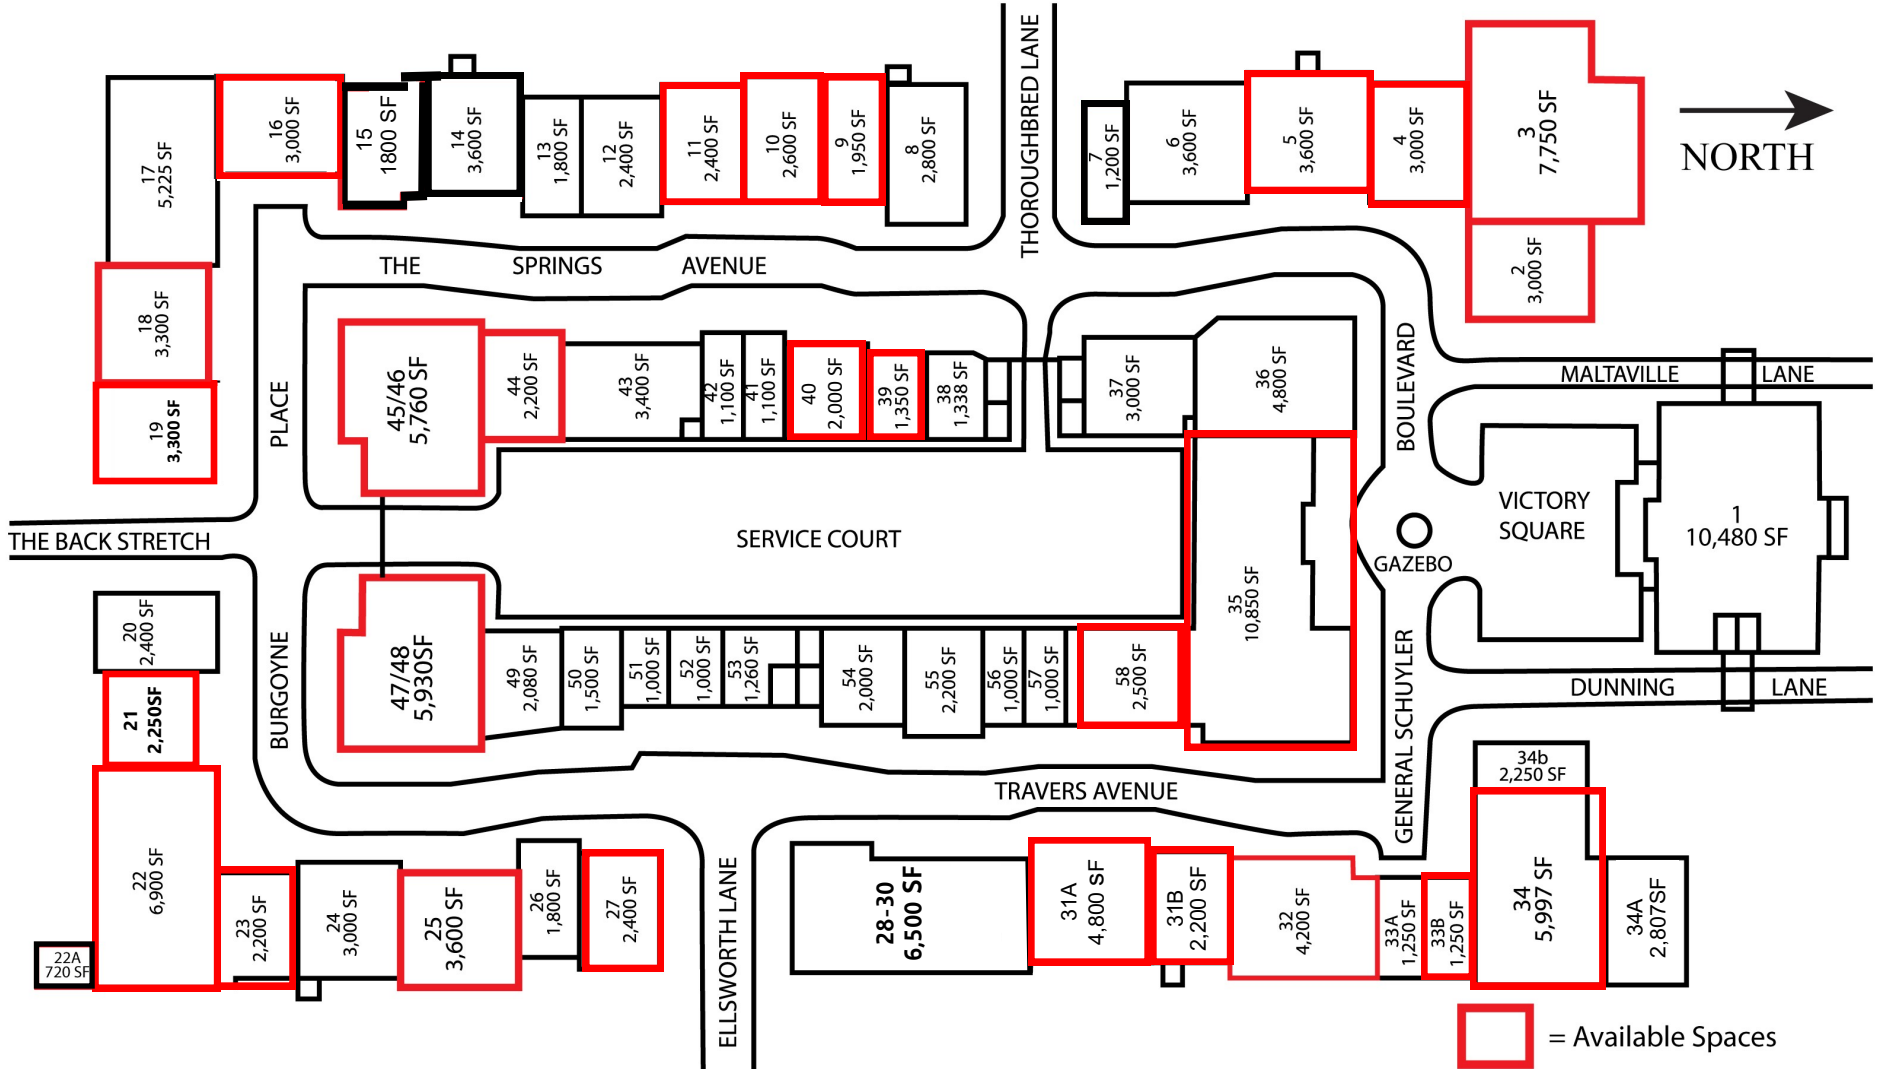 17
5,225 SF
16
3,000 SF
15
1800 SF
14
3,600 SF
13
1,800 SF
12
2,400 SF
11
2,400 SF
10
2,600 SF
9
1,950 SF
8
2,800 SF
THOROUGHBRED LANE
7
1,200 SF
6
3,600 SF
5
3,600 SF
4
3,000 SF
3
7,750 SF
2
3,000 SF
NORTH
THE SPRINGS AVENUE
18
3,300 SF
19
3,300 SF
BURGOYNE PLACE
45/46
5,760 SF
44
2,200 SF
43
3,400 SF
42
1,100 SF
41
1,100 SF
40
2,000 SF
39
1,350 SF
38
1,338 SF
37
3,000 SF
36
4,800 SF
GENERAL SCHUYLER BOULEVARD
MALTAVILLE LANE
THE BACK STRETCH
SERVICE COURT
35
10,850 SF
GAZEBO
VICTORY
SQUARE
1
10,480 SF
20
2,400 SF
21
2,250SF
47/48
5,930SF
49
2,080 SF
50
1,500 SF
51
1,000 SF
52
1,000 SF
53
1,260 SF
54
2,000 SF
55
2,200 SF
56
1,000 SF
57
1,000 SF
58
2,500 SF
DUNNING LANE
TRAVERS AVENUE
22
6,900 SF
22A
720 SF
23
2,200 SF
24
3,000 SF
25
3,600 SF
26
1,800 SF
27
2,400 SF
ELLSWORTH LANE
28-30
6,500 SF
31A
4,800 SF
31B
2,200 SF
32
4,200 SF
33A
1,250 SF
33B
1,250 SF
34b
2,250 SF
34
5,997 SF
34A
2,807SF
= Available Spaces